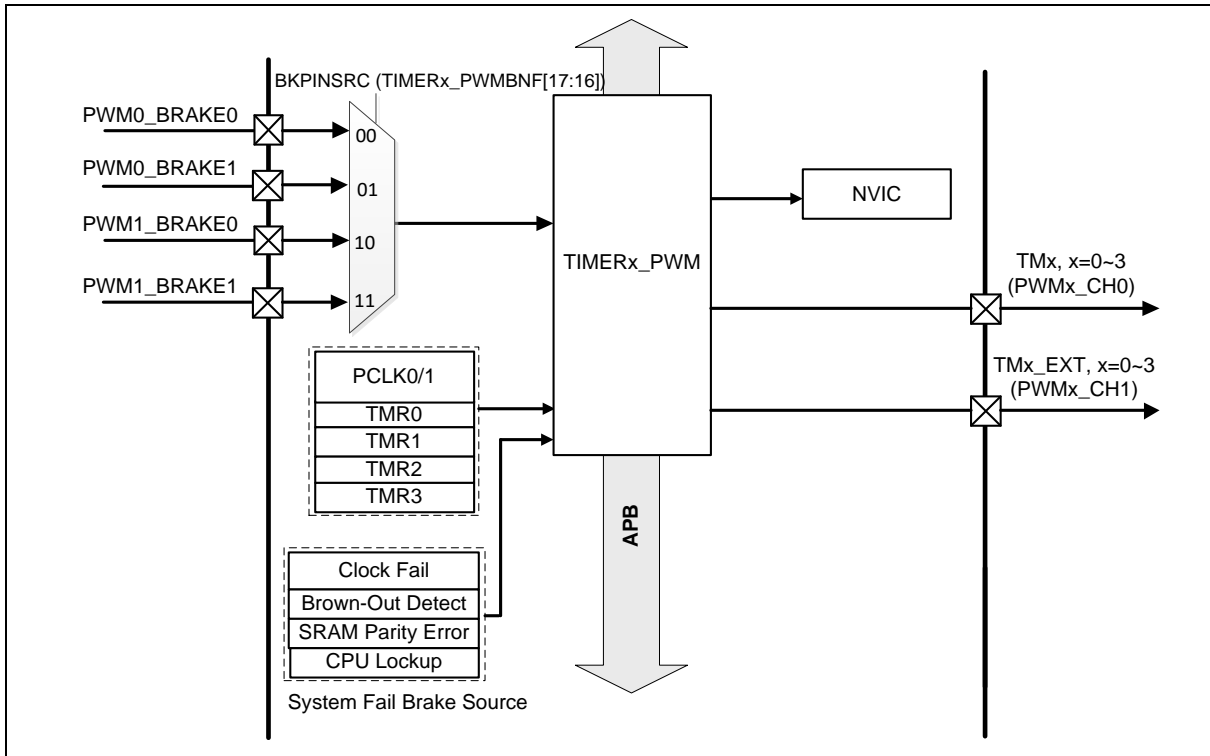 BKPINSRC (TIMERx_PWMBNF[17:16])
PWM0_BRAKE0
00
PWM0_BRAKE1
01
PWM1_BRAKE0
10
PWM1_BRAKE1
11
TIMERx_PWM
NVIC
TMx, x=0~3
(PWMx_CH0)
TMx_EXT, x=0~3
(PWMx_CH1)
PCLK0/1
TMR0
TMR1
TMR2
TMR3
APB
Clock Fail
Brown-Out Detect
SRAM Parity Error
CPU Lockup
System Fail Brake Source